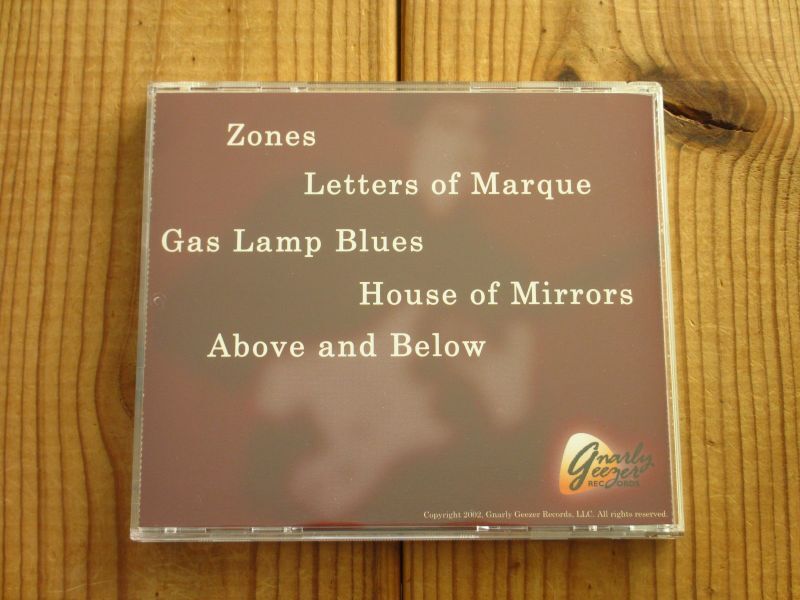 Zones
Letters of Marque
Gas Lamp Blues
House of Mirrors
Above and Below
Gnarly
Geezer
RECORDS
Copyright 2002, Gnarly Geezer Records, LLC. All rights reserved.